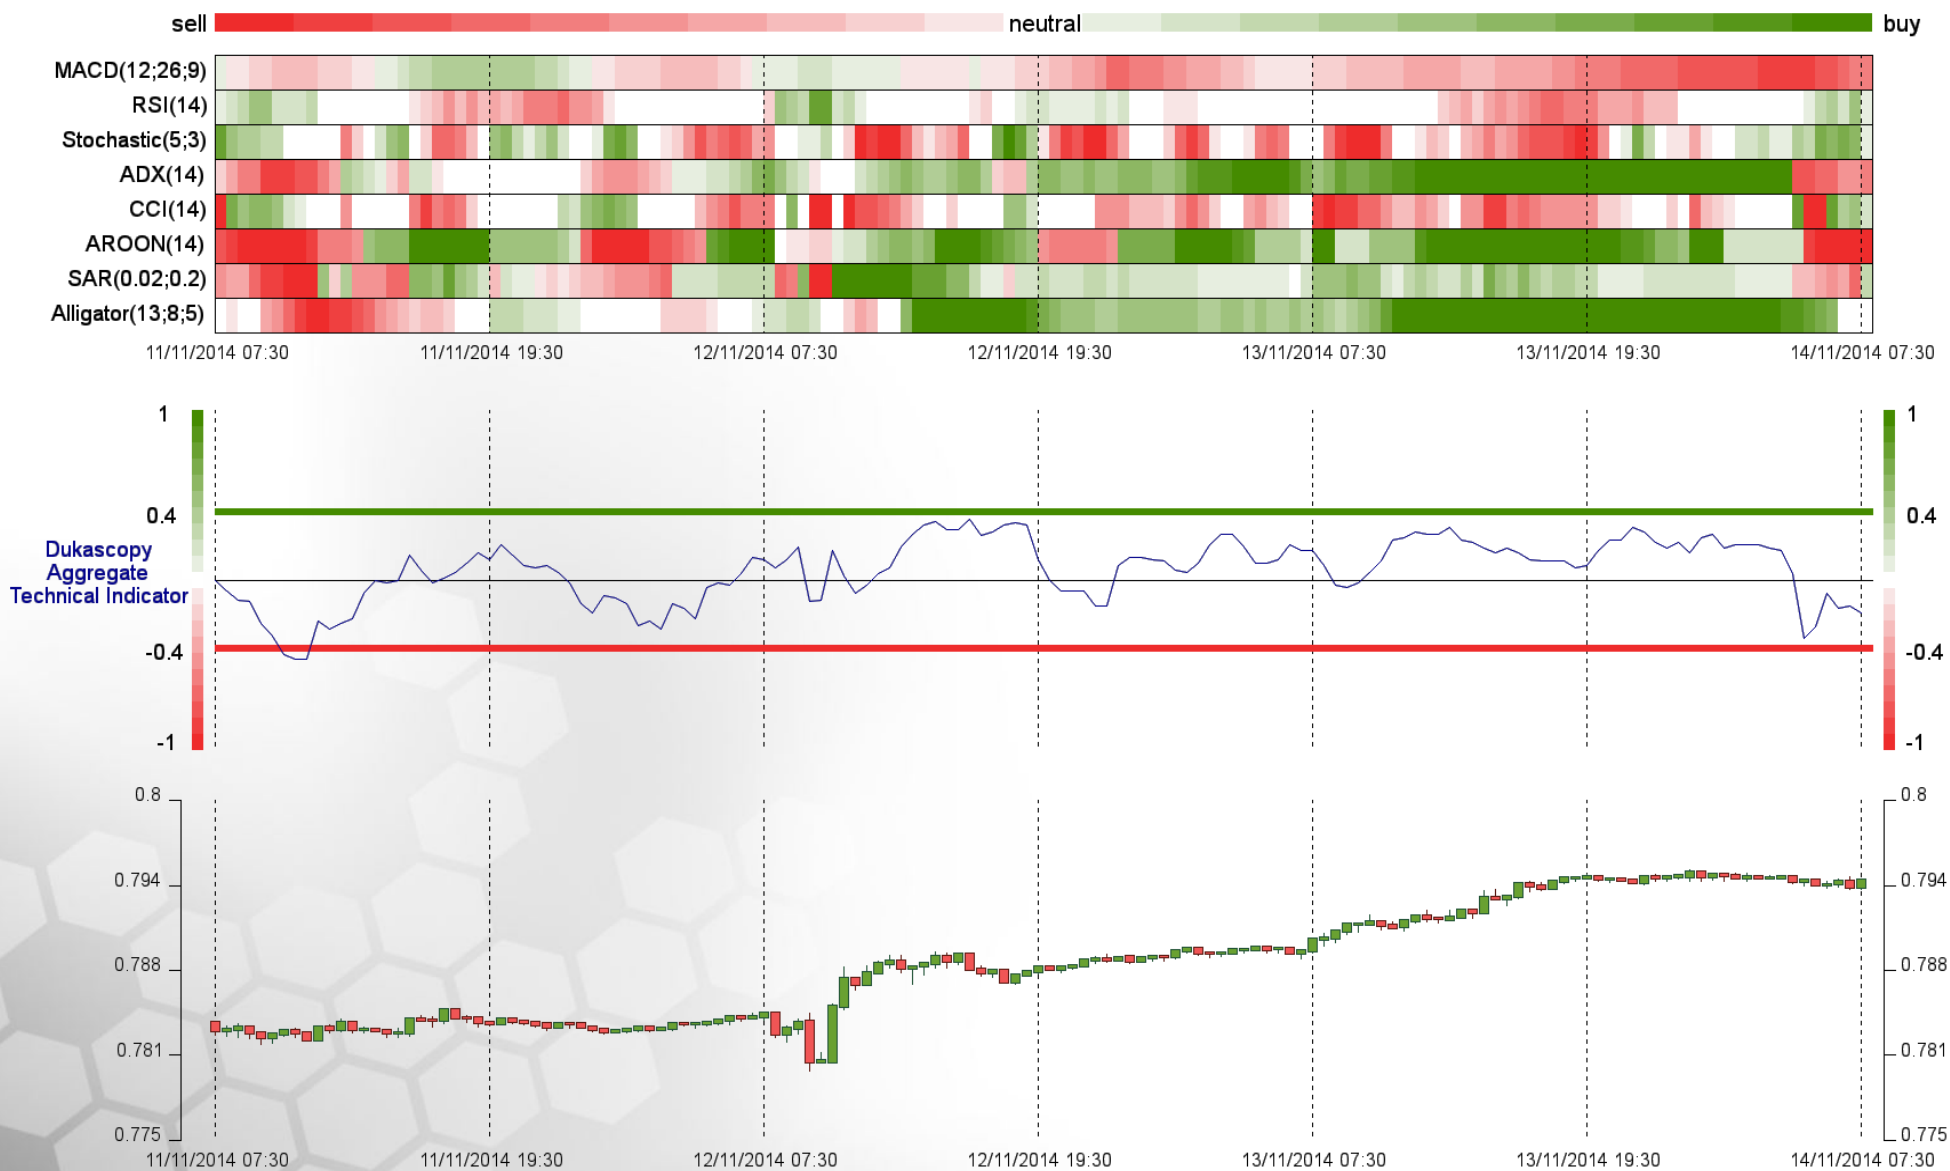 sell neutral buy
MACD(12;26;9)
RSI(14)
Stochastic(5;3)
ADX(14)
CCI(14)
AROON(14)
SAR(0.02;0.2)
Alligator(13;8;5)
11/11/2014 07:30 11/11/2014 19:30 12/11/2014 07:30 12/11/2014 19:30 13/11/2014 07:30 13/11/2014 19:30 14/11/2014 07:30
1 1
0.4 0.4
Dukascopy
Aggregate
Technical Indicator
-0.4 -0.4
-1 -1
0.8 0.8
0.794 0.794
0.788 0.788
0.781 0.781
0.775 0.775
11/11/2014 07:30 11/11/2014 19:30 12/11/2014 07:30 12/11/2014 19:30 13/11/2014 07:30 13/11/2014 19:30 14/11/2014 07:30